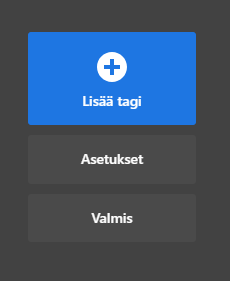 Lisää tagi
Asetukset
Valmis